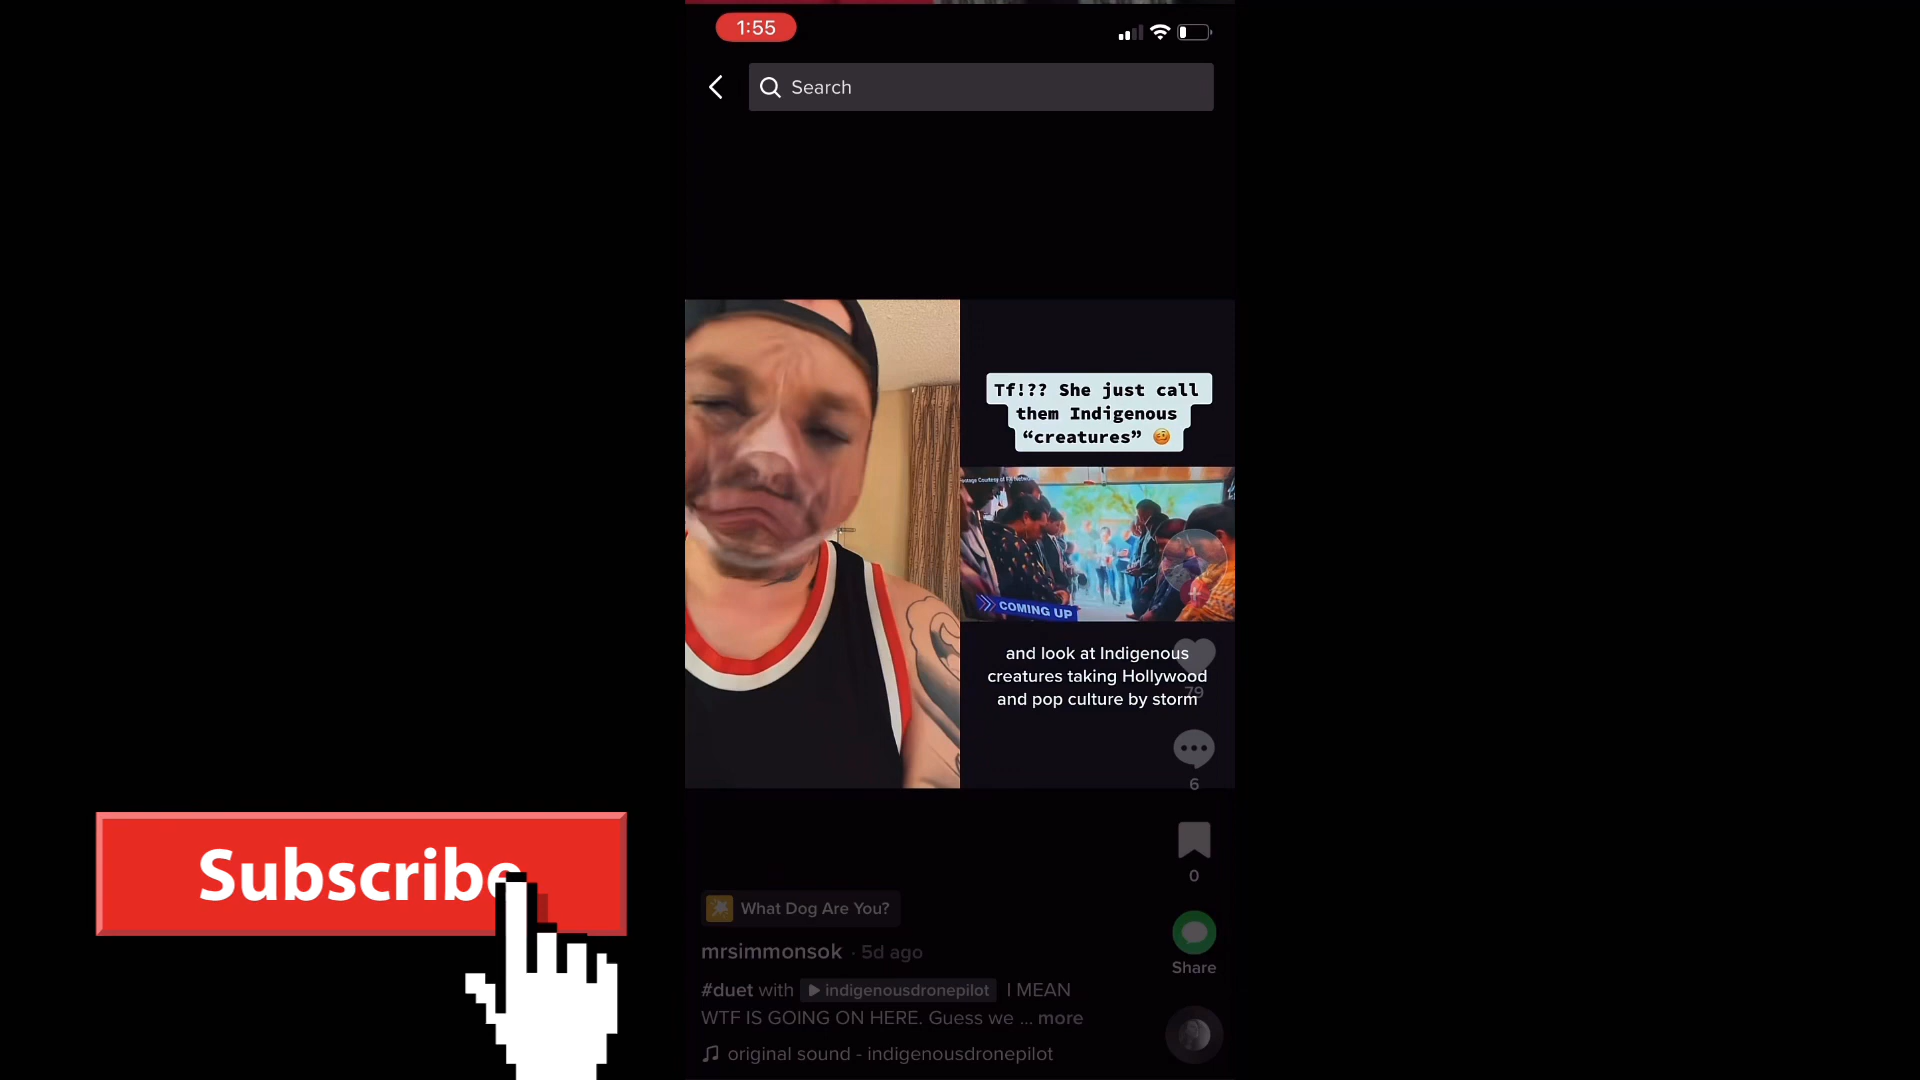 1:55
Search
Tf!?? She just call
them Indigenous
“creatures” 🥴
COMING UP
and look at Indigenous
creatures taking Hollywood
and pop culture by storm
79
6
0
Share
Subscribe
What Dog Are You?
mrsimmonsok · 5d ago
#duet with indigenousdronepilot I MEAN
WTF IS GOING ON HERE. Guess we ... more
original sound - indigenousdronepilot